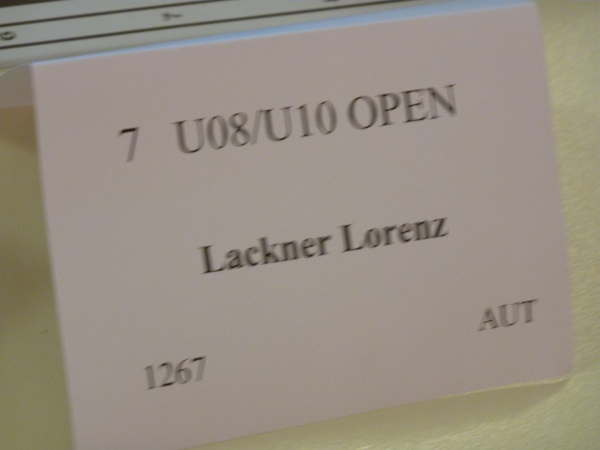 7 U08/U10 OPEN
Lackner Lorenz
1267 AUT